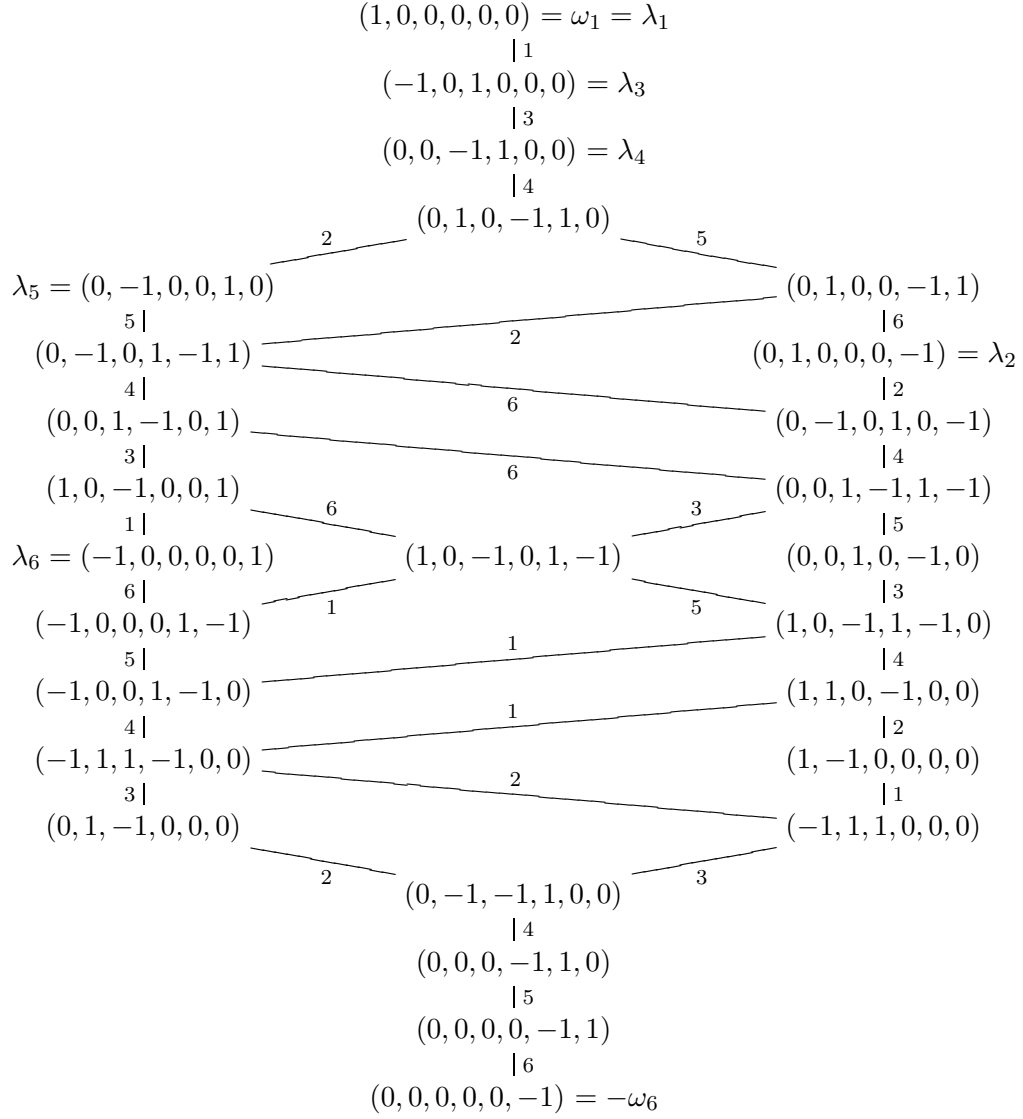 (1, 0, 0, 0, 0, 0) = ω₁ = λ₁
1
(−1, 0, 1, 0, 0, 0) = λ₃
3
(0, 0, −1, 1, 0, 0) = λ₄
4
(0, 1, 0, −1, 1, 0)
2 5
λ₅ = (0, −1, 0, 0, 1, 0) (0, 1, 0, 0, −1, 1)
5 2 6
(0, −1, 0, 1, −1, 1) (0, 1, 0, 0, 0, −1) = λ₂
4 6 2
(0, 0, 1, −1, 0, 1) (0, −1, 0, 1, 0, −1)
3 6 4
(1, 0, −1, 0, 0, 1) (0, 0, 1, −1, 1, −1)
1 6 3 5
λ₆ = (−1, 0, 0, 0, 0, 1) (1, 0, −1, 0, 1, −1) (0, 0, 1, 0, −1, 0)
6 1 5 3
(−1, 0, 0, 0, 1, −1) (1, 0, −1, 1, −1, 0)
5 1 4
(−1, 0, 0, 1, −1, 0) (1, 1, 0, −1, 0, 0)
4 1 2
(−1, 1, 1, −1, 0, 0) (1, −1, 0, 0, 0, 0)
3 2 1
(0, 1, −1, 0, 0, 0) (−1, 1, 1, 0, 0, 0)
2 3
(0, −1, −1, 1, 0, 0)
4
(0, 0, 0, −1, 1, 0)
5
(0, 0, 0, 0, −1, 1)
6
(0, 0, 0, 0, 0, −1) = −ω₆